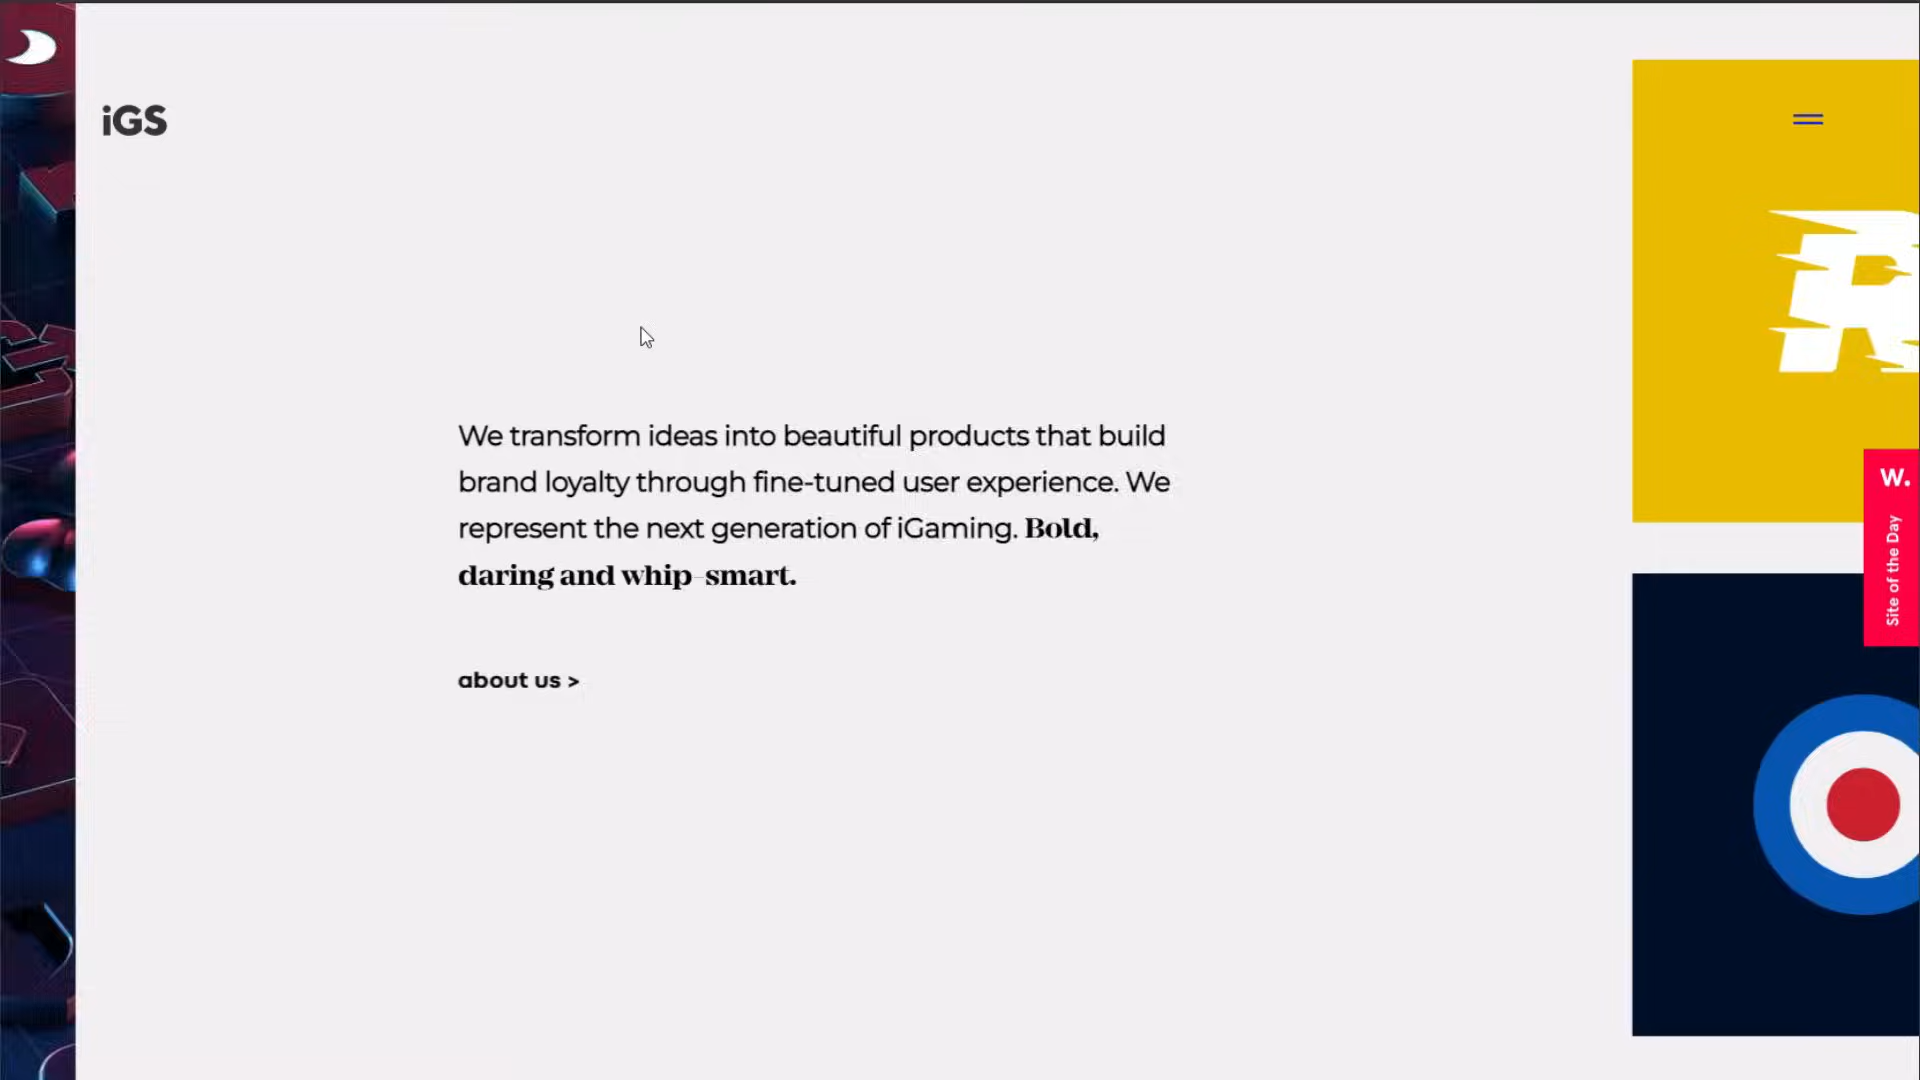 iGS
We transform ideas into beautiful products that build
brand loyalty through fine-tuned user experience. We
represent the next generation of iGaming. Bold,
daring and whip-smart.
about us >
R
W.
Site of the Day